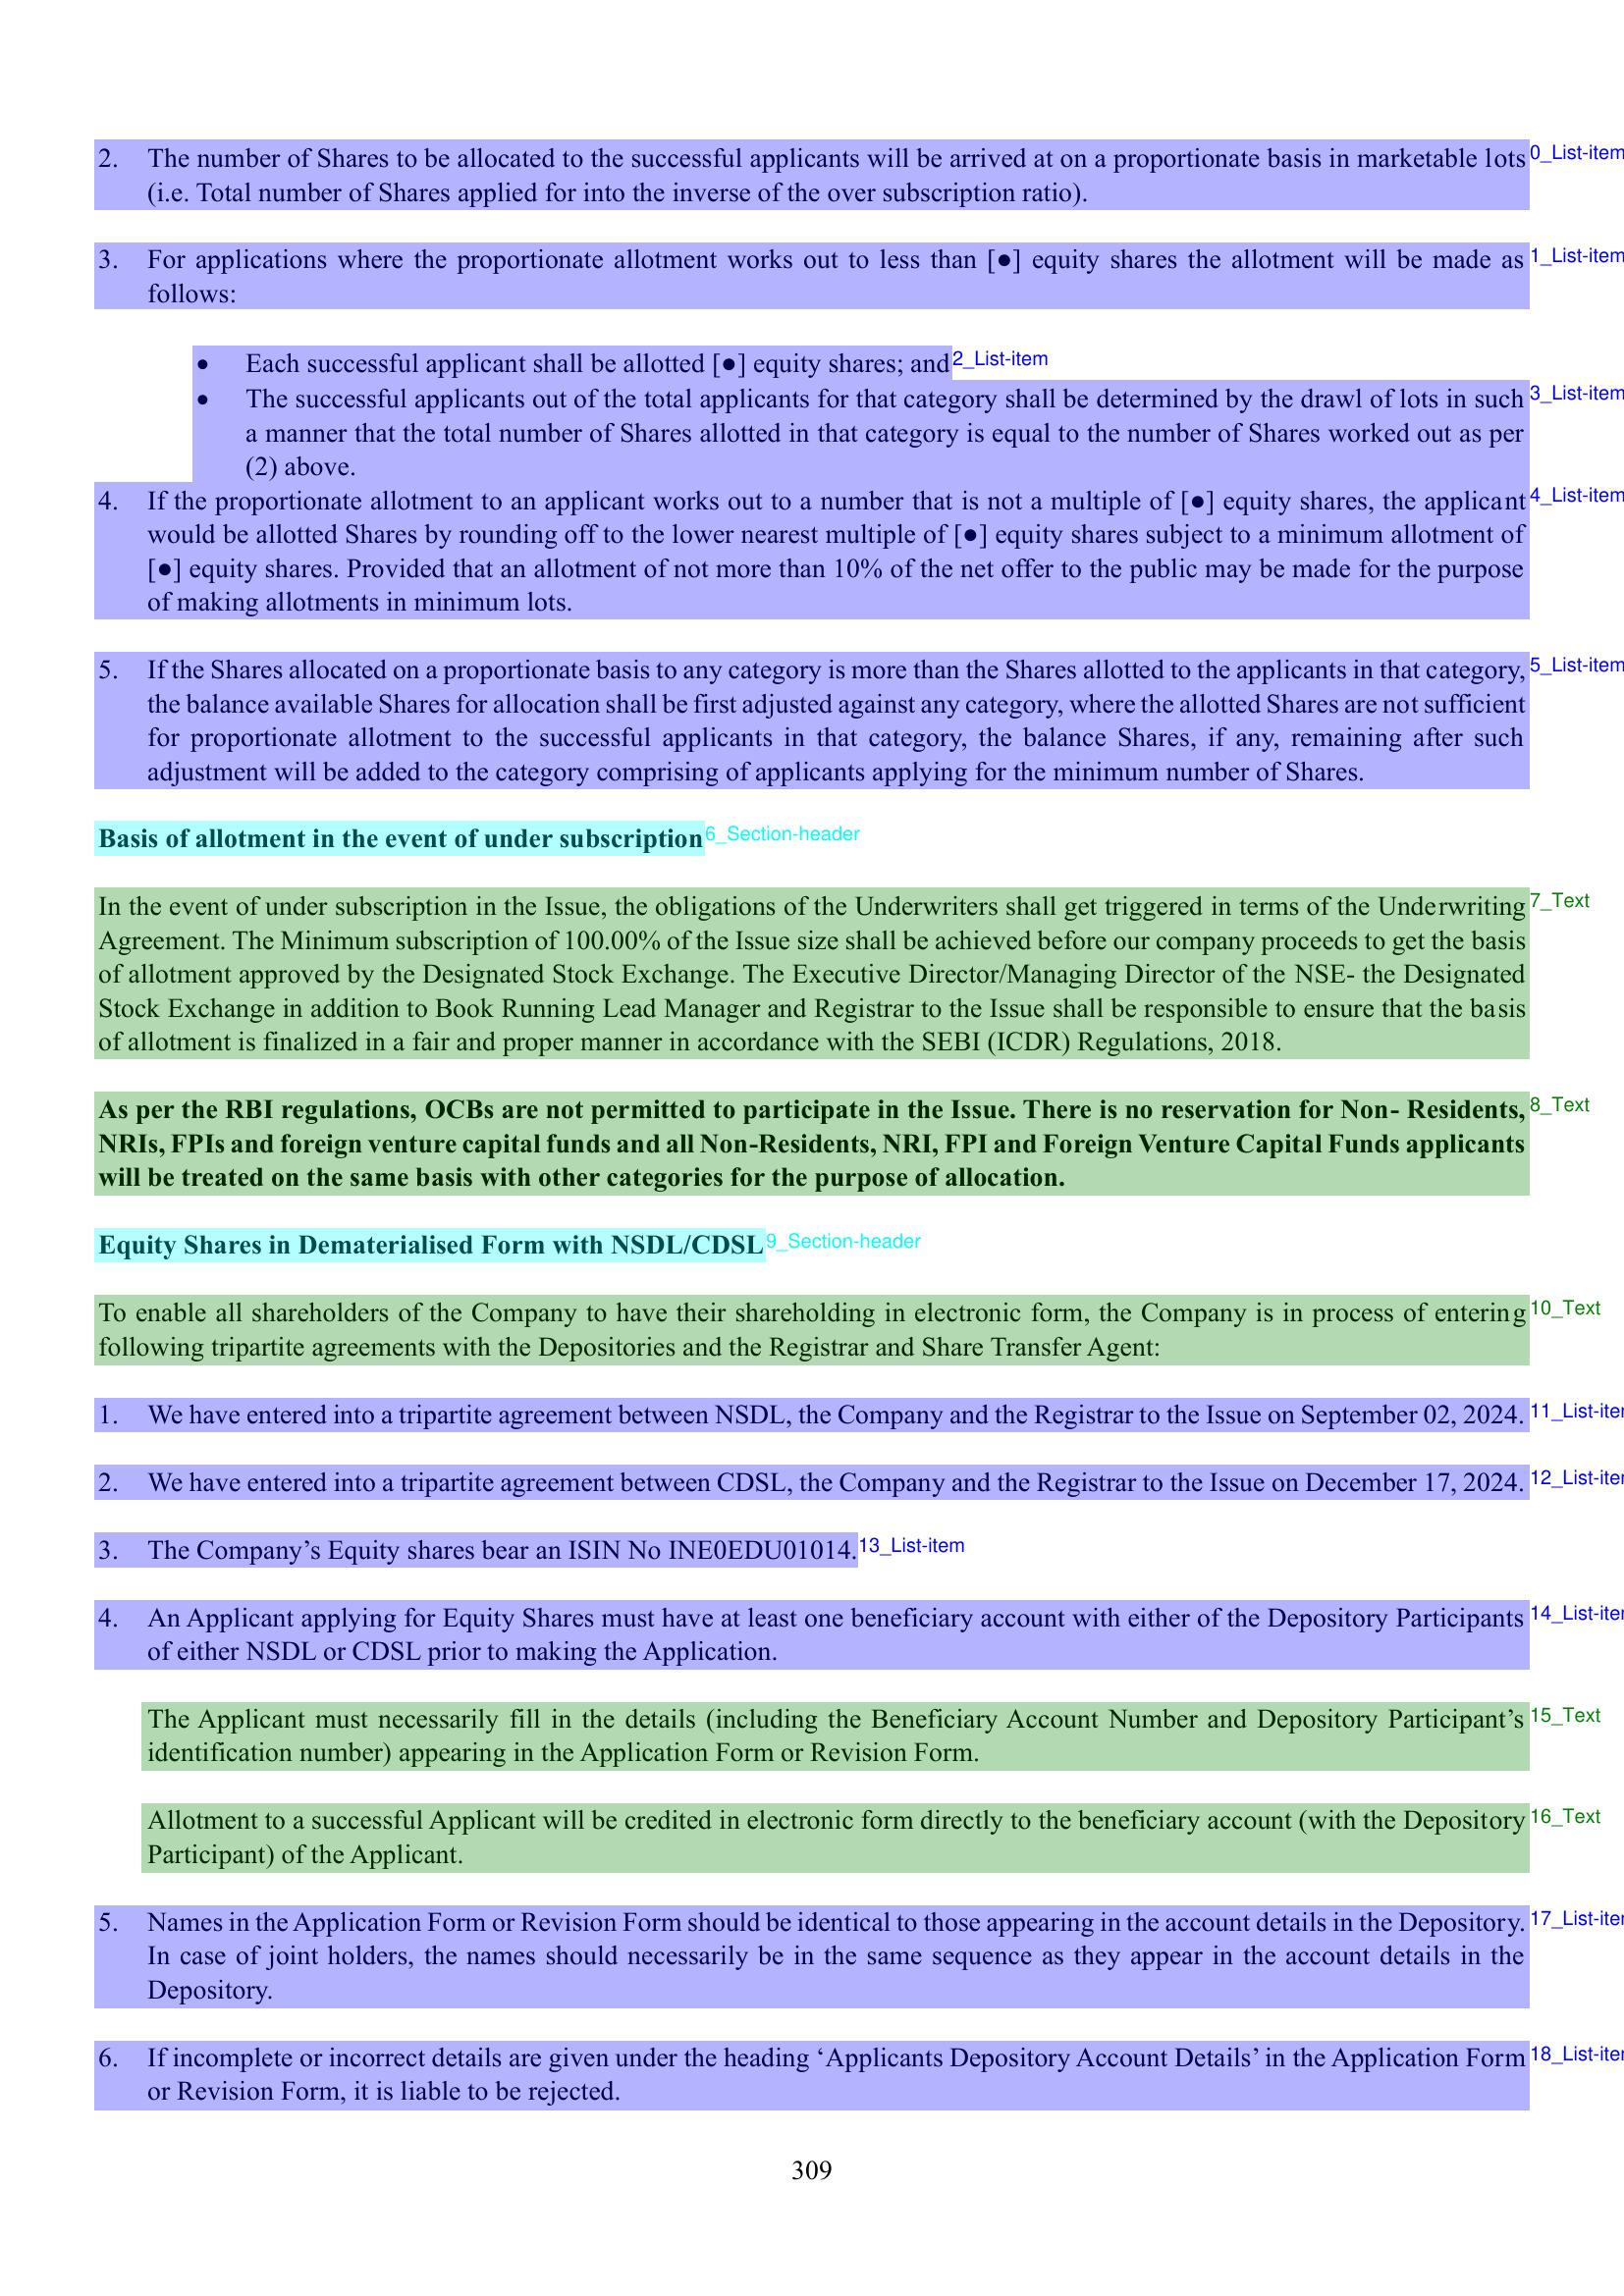 2. The number of Shares to be allocated to the successful applicants will be arrived at on a proportionate basis in marketable lots 0_List-item
(i.e. Total number of Shares applied for into the inverse of the over subscription ratio).
3. For applications where the proportionate allotment works out to less than [●] equity shares the allotment will be made as 1_List-item
follows:
● Each successful applicant shall be allotted [●] equity shares; and 2_List-item
● The successful applicants out of the total applicants for that category shall be determined by the drawl of lots in such 3_List-item
a manner that the total number of Shares allotted in that category is equal to the number of Shares worked out as per
(2) above.
4. If the proportionate allotment to an applicant works out to a number that is not a multiple of [●] equity shares, the applicant 4_List-item
would be allotted Shares by rounding off to the lower nearest multiple of [●] equity shares subject to a minimum allotment of
[●] equity shares. Provided that an allotment of not more than 10% of the net offer to the public may be made for the purpose
of making allotments in minimum lots.
5. If the Shares allocated on a proportionate basis to any category is more than the Shares allotted to the applicants in that category, 5_List-item
the balance available Shares for allocation shall be first adjusted against any category, where the allotted Shares are not sufficient
for proportionate allotment to the successful applicants in that category, the balance Shares, if any, remaining after such
adjustment will be added to the category comprising of applicants applying for the minimum number of Shares.
Basis of allotment in the event of under subscription 6_Section-header
In the event of under subscription in the Issue, the obligations of the Underwriters shall get triggered in terms of the Underwriting 7_Text
Agreement. The Minimum subscription of 100.00% of the Issue size shall be achieved before our company proceeds to get the basis
of allotment approved by the Designated Stock Exchange. The Executive Director/Managing Director of the NSE- the Designated
Stock Exchange in addition to Book Running Lead Manager and Registrar to the Issue shall be responsible to ensure that the basis
of allotment is finalized in a fair and proper manner in accordance with the SEBI (ICDR) Regulations, 2018.
As per the RBI regulations, OCBs are not permitted to participate in the Issue. There is no reservation for Non- Residents, 8_Text
NRIs, FPIs and foreign venture capital funds and all Non-Residents, NRI, FPI and Foreign Venture Capital Funds applicants
will be treated on the same basis with other categories for the purpose of allocation.
Equity Shares in Dematerialised Form with NSDL/CDSL 9_Section-header
To enable all shareholders of the Company to have their shareholding in electronic form, the Company is in process of entering 10_Text
following tripartite agreements with the Depositories and the Registrar and Share Transfer Agent:
1. We have entered into a tripartite agreement between NSDL, the Company and the Registrar to the Issue on September 02, 2024. 11_List-iter
2. We have entered into a tripartite agreement between CDSL, the Company and the Registrar to the Issue on December 17, 2024. 12_List-iter
3. The Company’s Equity shares bear an ISIN No INE0EDU01014. 13_List-item
4. An Applicant applying for Equity Shares must have at least one beneficiary account with either of the Depository Participants 14_List-iter
of either NSDL or CDSL prior to making the Application.
The Applicant must necessarily fill in the details (including the Beneficiary Account Number and Depository Participant’s 15_Text
identification number) appearing in the Application Form or Revision Form.
Allotment to a successful Applicant will be credited in electronic form directly to the beneficiary account (with the Depository 16_Text
Participant) of the Applicant.
5. Names in the Application Form or Revision Form should be identical to those appearing in the account details in the Depository. 17_List-iter
In case of joint holders, the names should necessarily be in the same sequence as they appear in the account details in the
Depository.
6. If incomplete or incorrect details are given under the heading ‘Applicants Depository Account Details’ in the Application Form 18_List-iter
or Revision Form, it is liable to be rejected.
309